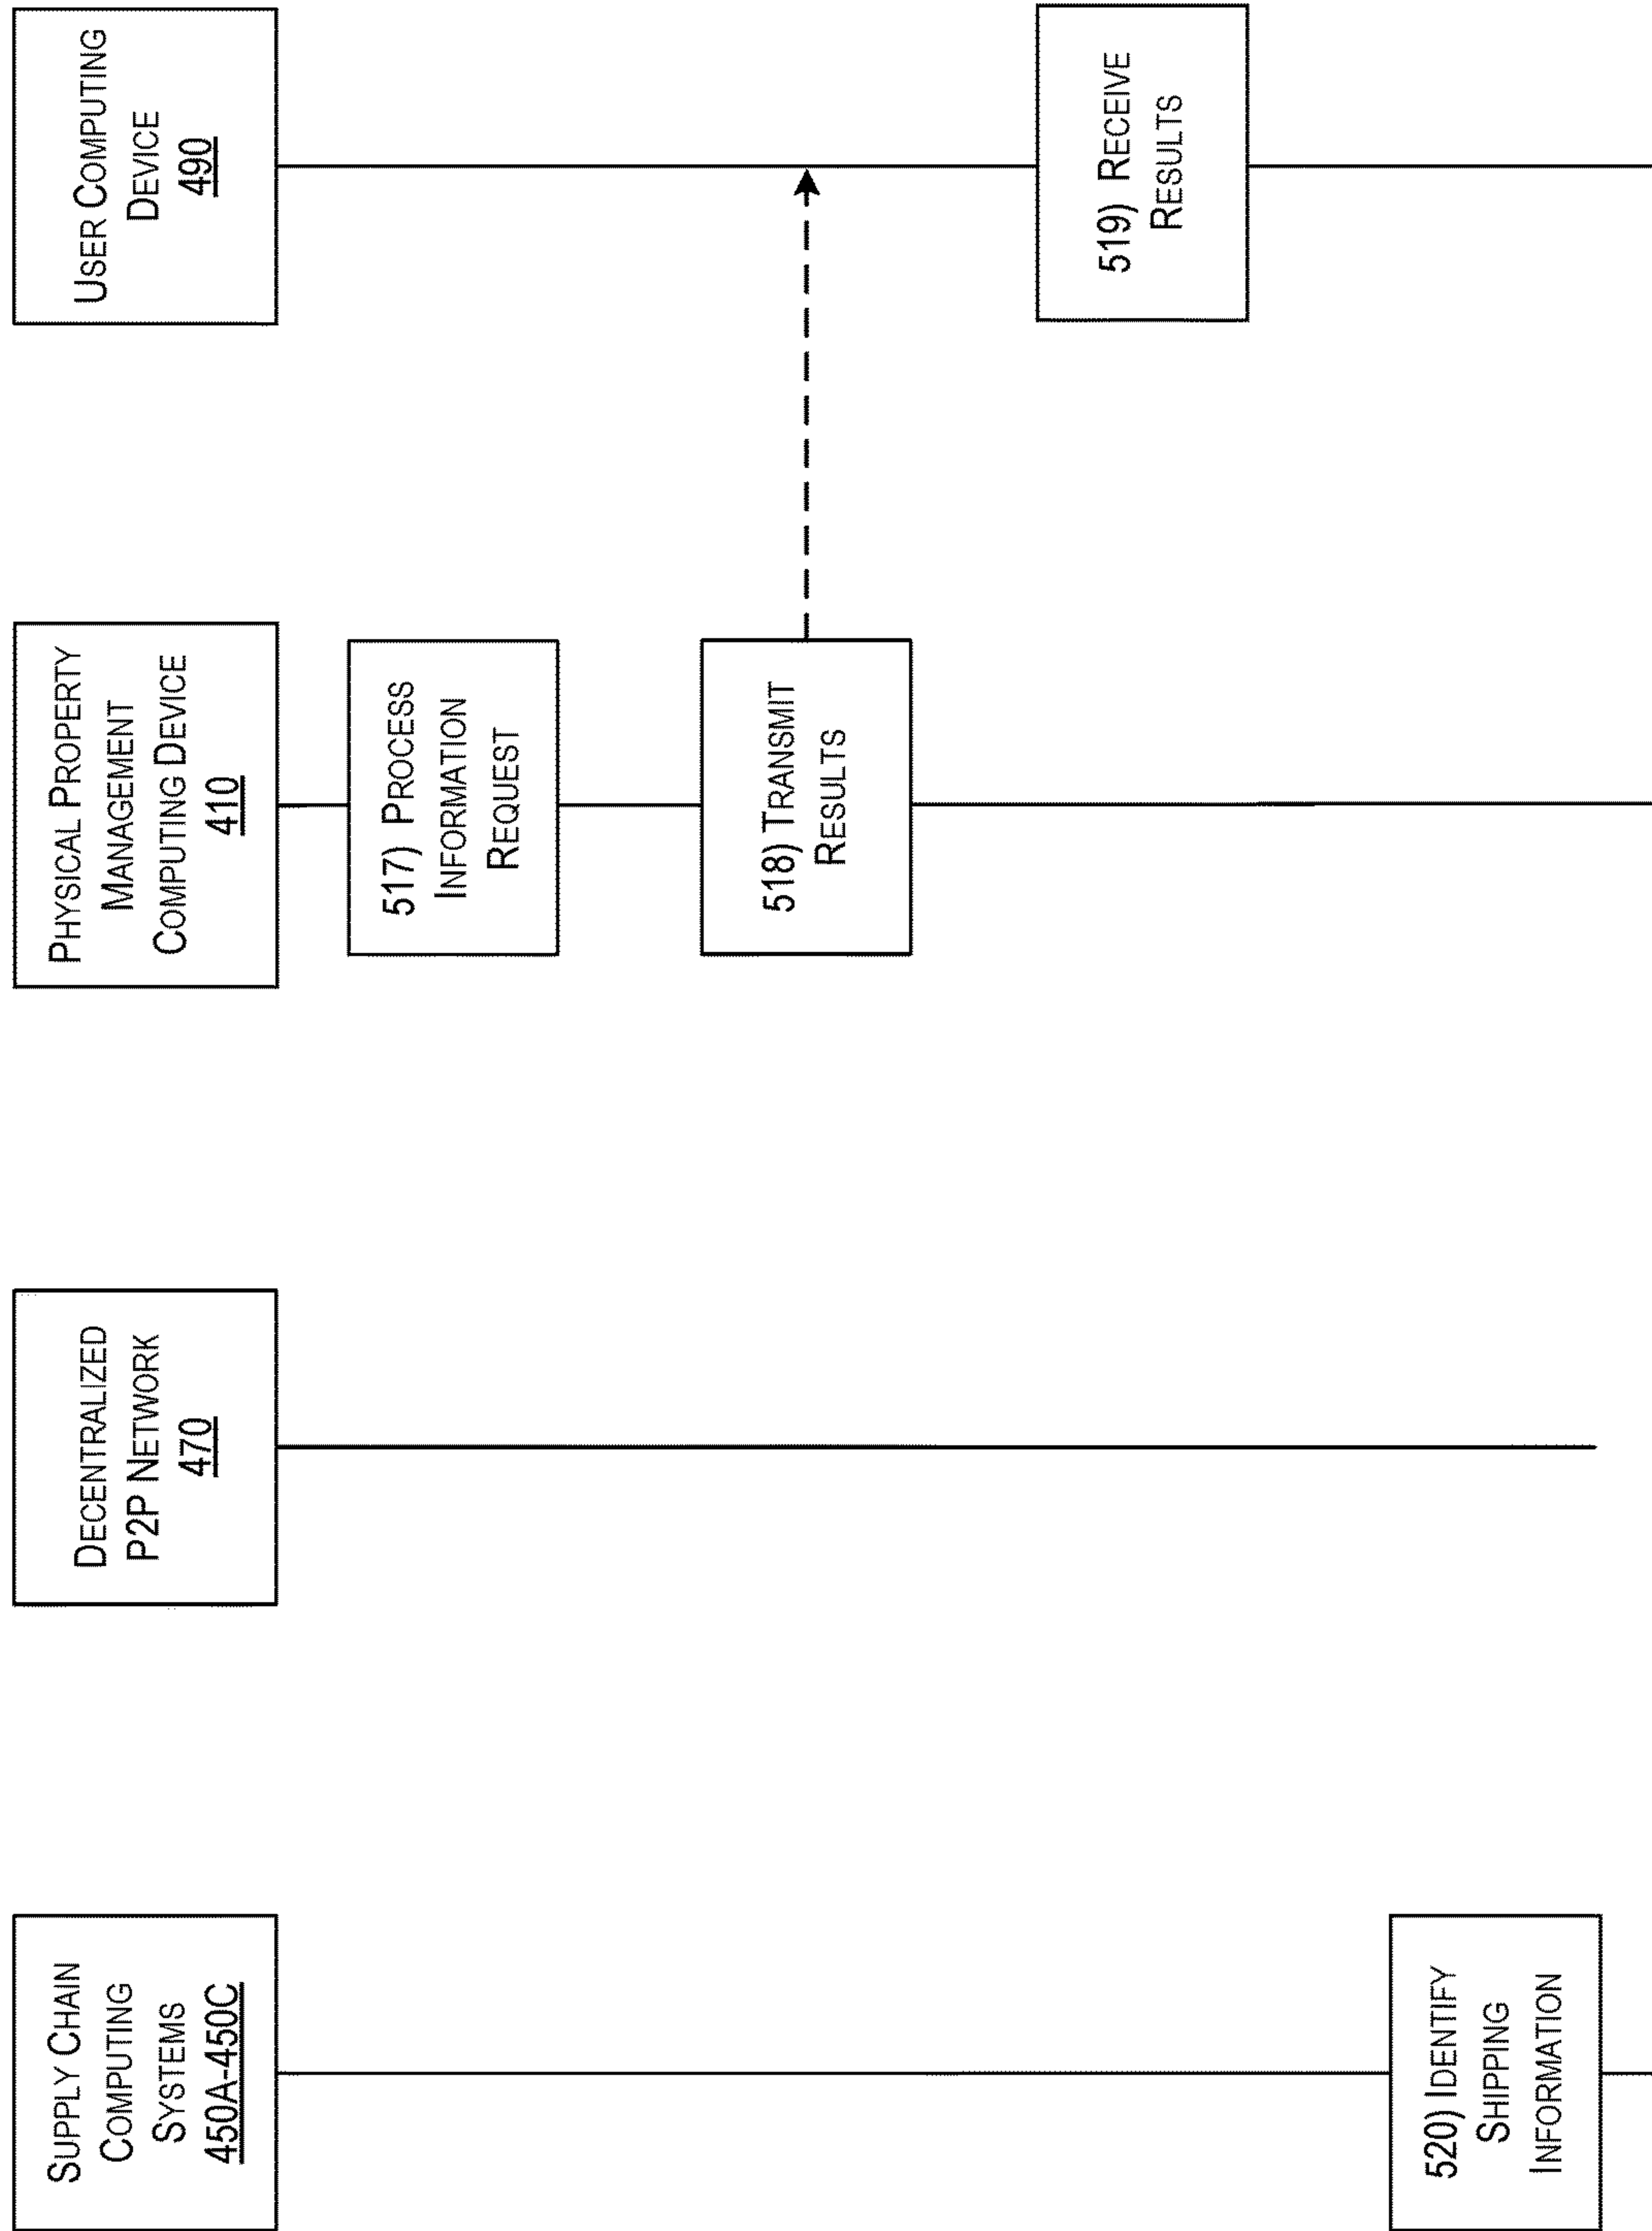 SUPPLY CHAIN
COMPUTING
SYSTEMS
450A-450C
DECENTRALIZED
P2P NETWORK
470
PHYSICAL PROPERTY
MANAGEMENT
COMPUTING DEVICE
410
USER COMPUTING
DEVICE
490
517) PROCESS
INFORMATION
REQUEST
518) TRANSMIT
RESULTS
519) RECEIVE
RESULTS
520) IDENTIFY
SHIPPING
INFORMATION